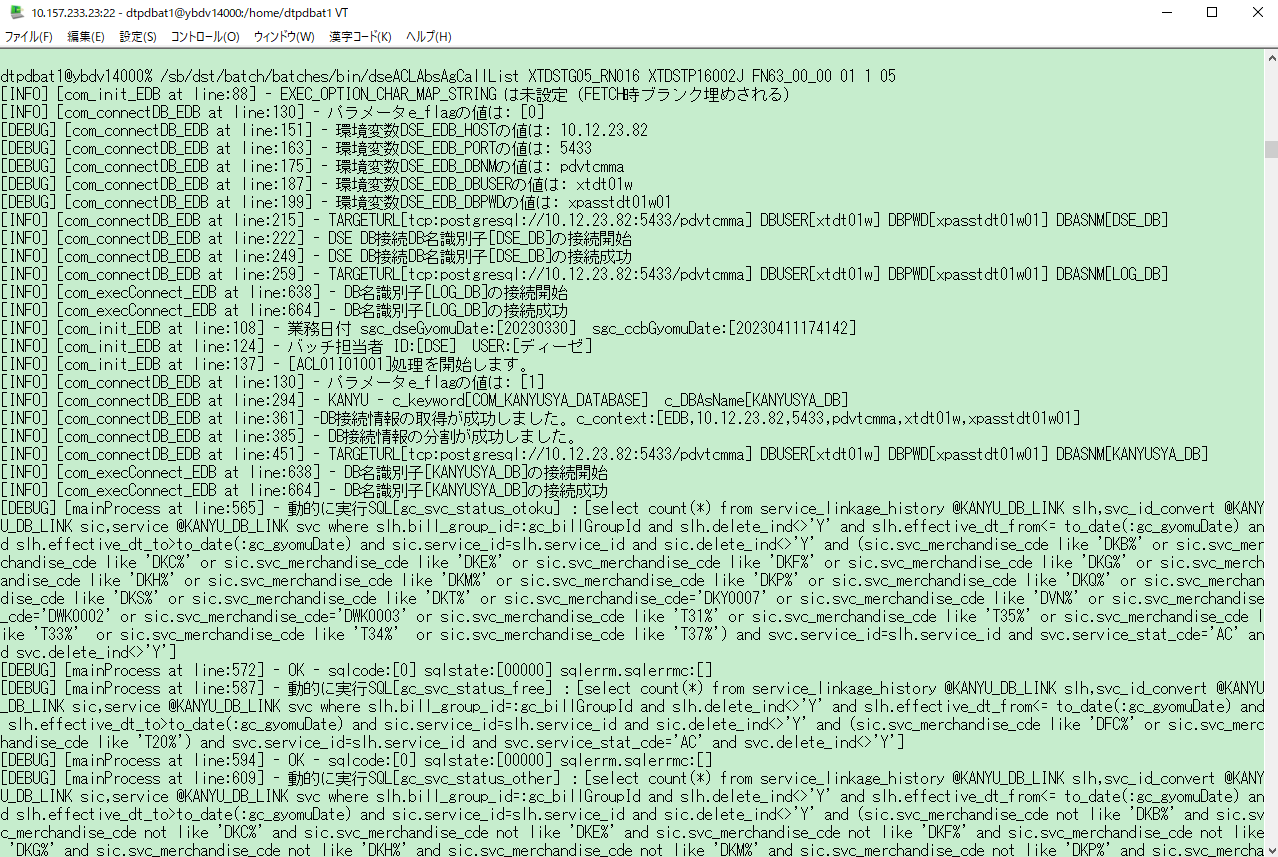 10.157.233.23:22 - dtpdbat1@ybdv14000:/home/dtpdbat1 VT
ファイル(F) 編集(E) 設定(S) コントロール(O) ウィンドウ(W) 漢字コード(K) ヘルプ(H)
dtpdbat1@ybdv14000% /sb/dst/batch/batches/bin/dseACLAbsAgCallList XTDSTG05_RN016 XTDSTP16002J FN63_00_00 01 1 05
[INFO] [com_init_EDB at line:88] - EXEC_OPTION_CHAR_MAP_STRING は未設定（FETCH時ブランク埋めされる）
[INFO] [com_connectDB_EDB at line:130] - パラメータe_flagの値は: [0]
[DEBUG] [com_connectDB_EDB at line:151] - 環境変数DSE_EDB_HOSTの値は: 10.12.23.82
[DEBUG] [com_connectDB_EDB at line:163] - 環境変数DSE_EDB_PORTの値は: 5433
[DEBUG] [com_connectDB_EDB at line:175] - 環境変数DSE_EDB_DBNMの値は: pdvtcmma
[DEBUG] [com_connectDB_EDB at line:187] - 環境変数DSE_EDB_DBUSERの値は: xtdt01w
[DEBUG] [com_connectDB_EDB at line:199] - 環境変数DSE_EDB_DBPWDの値は: xpasstdt01w01
[INFO] [com_connectDB_EDB at line:215] - TARGETURL[tcp:postgresql://10.12.23.82:5433/pdvtcmma] DBUSER[xtdt01w] DBPWD[xpasstdt01w01] DBASNM[DSE_DB]
[INFO] [com_connectDB_EDB at line:222] - DSE DB接続DB名識別子[DSE_DB]の接続開始
[INFO] [com_connectDB_EDB at line:249] - DSE DB接続DB名識別子[DSE_DB]の接続成功
[INFO] [com_connectDB_EDB at line:259] - TARGETURL[tcp:postgresql://10.12.23.82:5433/pdvtcmma] DBUSER[xtdt01w] DBPWD[xpasstdt01w01] DBASNM[LOG_DB]
[INFO] [com_execConnect_EDB at line:638] - DB名識別子[LOG_DB]の接続開始
[INFO] [com_execConnect_EDB at line:664] - DB名識別子[LOG_DB]の接続成功
[INFO] [com_init_EDB at line:108] - 業務日付 sgc_dseGyomuDate:[20230330]  sgc_ccbGyomuDate:[20230411174142]
[INFO] [com_init_EDB at line:124] - バッチ担当者 ID:[DSE]  USER:[ディーゼ]
[INFO] [com_init_EDB at line:137] - [ACL01I01001]処理を開始します。
[INFO] [com_connectDB_EDB at line:130] - パラメータe_flagの値は: [1]
[INFO] [com_connectDB_EDB at line:294] - KANYU - c_keyword[COM_KANYUSYA_DATABASE]  c_DBAsName[KANYUSYA_DB]
[INFO] [com_connectDB_EDB at line:361] -DB接続情報の取得が成功しました。c_context:[EDB,10.12.23.82,5433,pdvtcmma,xtdt01w,xpasstdt01w]
[INFO] [com_connectDB_EDB at line:385] - DB接続情報の分割が成功しました。
[INFO] [com_connectDB_EDB at line:451] - TARGETURL[tcp:postgresql://10.12.23.82:5433/pdvtcmma] DBUSER[xtdt01w] DBPWD[xpasstdt01w01] DBASNM[KANYUSYA_DB]
[INFO] [com_execConnect_EDB at line:638] - DB名識別子[KANYUSYA_DB]の接続開始
[INFO] [com_execConnect_EDB at line:664] - DB名識別子[KANYUSYA_DB]の接続成功
[DEBUG] [mainProcess at line:565] - 動的に実行SQL[gc_svc_status_otoku] : [select count(*) from service_linkage_history @KANYU_DB_LINK slh,svc_id_convert @KANY
U_DB_LINK sic,service @KANYU_DB_LINK svc where slh.bill_group_id=:gc_billGroupId and slh.delete_ind<>'Y' and slh.effective_dt_from<= to_date(:gc_gyomuDate) an
d slh.effective_dt_to>to_date(:gc_gyomuDate) and sic.service_id=slh.service_id and sic.delete_ind<>'Y' and (sic.svc_merchandise_cde like 'DKB%' or sic.svc_mer
chandise_cde like 'DKC%' or sic.svc_merchandise_cde like 'DKE%' or sic.svc_merchandise_cde like 'DKF%' or sic.svc_merchandise_cde like 'DKG%' or sic.svc_merch
andise_cde like 'DKH%' or sic.svc_merchandise_cde like 'DKM%' or sic.svc_merchandise_cde like 'DKP%' or sic.svc_merchandise_cde like 'DKQ%' or sic.svc_merchan
dise_cde like 'DKS%' or sic.svc_merchandise_cde like 'DKT%' or sic.svc_merchandise_cde='DKY0007' or sic.svc_merchandise_cde like 'DVN%' or sic.svc_merchandise
_cde='DWK0002' or sic.svc_merchandise_cde='DWK0003' or sic.svc_merchandise_cde like 'T31%' or sic.svc_merchandise_cde like 'T35%' or sic.svc_merchandise_cde l
ike 'T33%'  or sic.svc_merchandise_cde like 'T34%'  or sic.svc_merchandise_cde like 'T37%') and svc.service_id=slh.service_id and svc.service_stat_cde='AC' an
d svc.delete_ind<>'Y']
[DEBUG] [mainProcess at line:572] - OK - sqlcode:[0] sqlstate:[00000] sqlerrm.sqlerrmc:[]
[DEBUG] [mainProcess at line:587] - 動的に実行SQL[gc_svc_status_free] : [select count(*) from service_linkage_history @KANYU_DB_LINK slh,svc_id_convert @KANYU
_DB_LINK sic,service @KANYU_DB_LINK svc where slh.bill_group_id=:gc_billGroupId and slh.delete_ind<>'Y' and slh.effective_dt_from<= to_date(:gc_gyomuDate) and
 slh.effective_dt_to>to_date(:gc_gyomuDate) and sic.service_id=slh.service_id and sic.delete_ind<>'Y' and (sic.svc_merchandise_cde like 'DFC%' or sic.svc_merc
handise_cde like 'T20%') and svc.service_id=slh.service_id and svc.service_stat_cde='AC' and svc.delete_ind<>'Y']
[DEBUG] [mainProcess at line:594] - OK - sqlcode:[0] sqlstate:[00000] sqlerrm.sqlerrmc:[]
[DEBUG] [mainProcess at line:609] - 動的に実行SQL[gc_svc_status_other] : [select count(*) from service_linkage_history @KANYU_DB_LINK slh,svc_id_convert @KANY
U_DB_LINK sic,service @KANYU_DB_LINK svc where slh.bill_group_id=:gc_billGroupId and slh.delete_ind<>'Y' and slh.effective_dt_from<= to_date(:gc_gyomuDate) an
d slh.effective_dt_to>to_date(:gc_gyomuDate) and sic.service_id=slh.service_id and sic.delete_ind<>'Y' and (sic.svc_merchandise_cde not like 'DKB%' and sic.sv
c_merchandise_cde not like 'DKC%' and sic.svc_merchandise_cde not like 'DKE%' and sic.svc_merchandise_cde not like 'DKF%' and sic.svc_merchandise_cde not like
 'DKG%' and sic.svc_merchandise_cde not like 'DKH%' and sic.svc_merchandise_cde not like 'DKM%' and sic.svc_merchandise_cde not like 'DKP%' and sic.svc_mercha